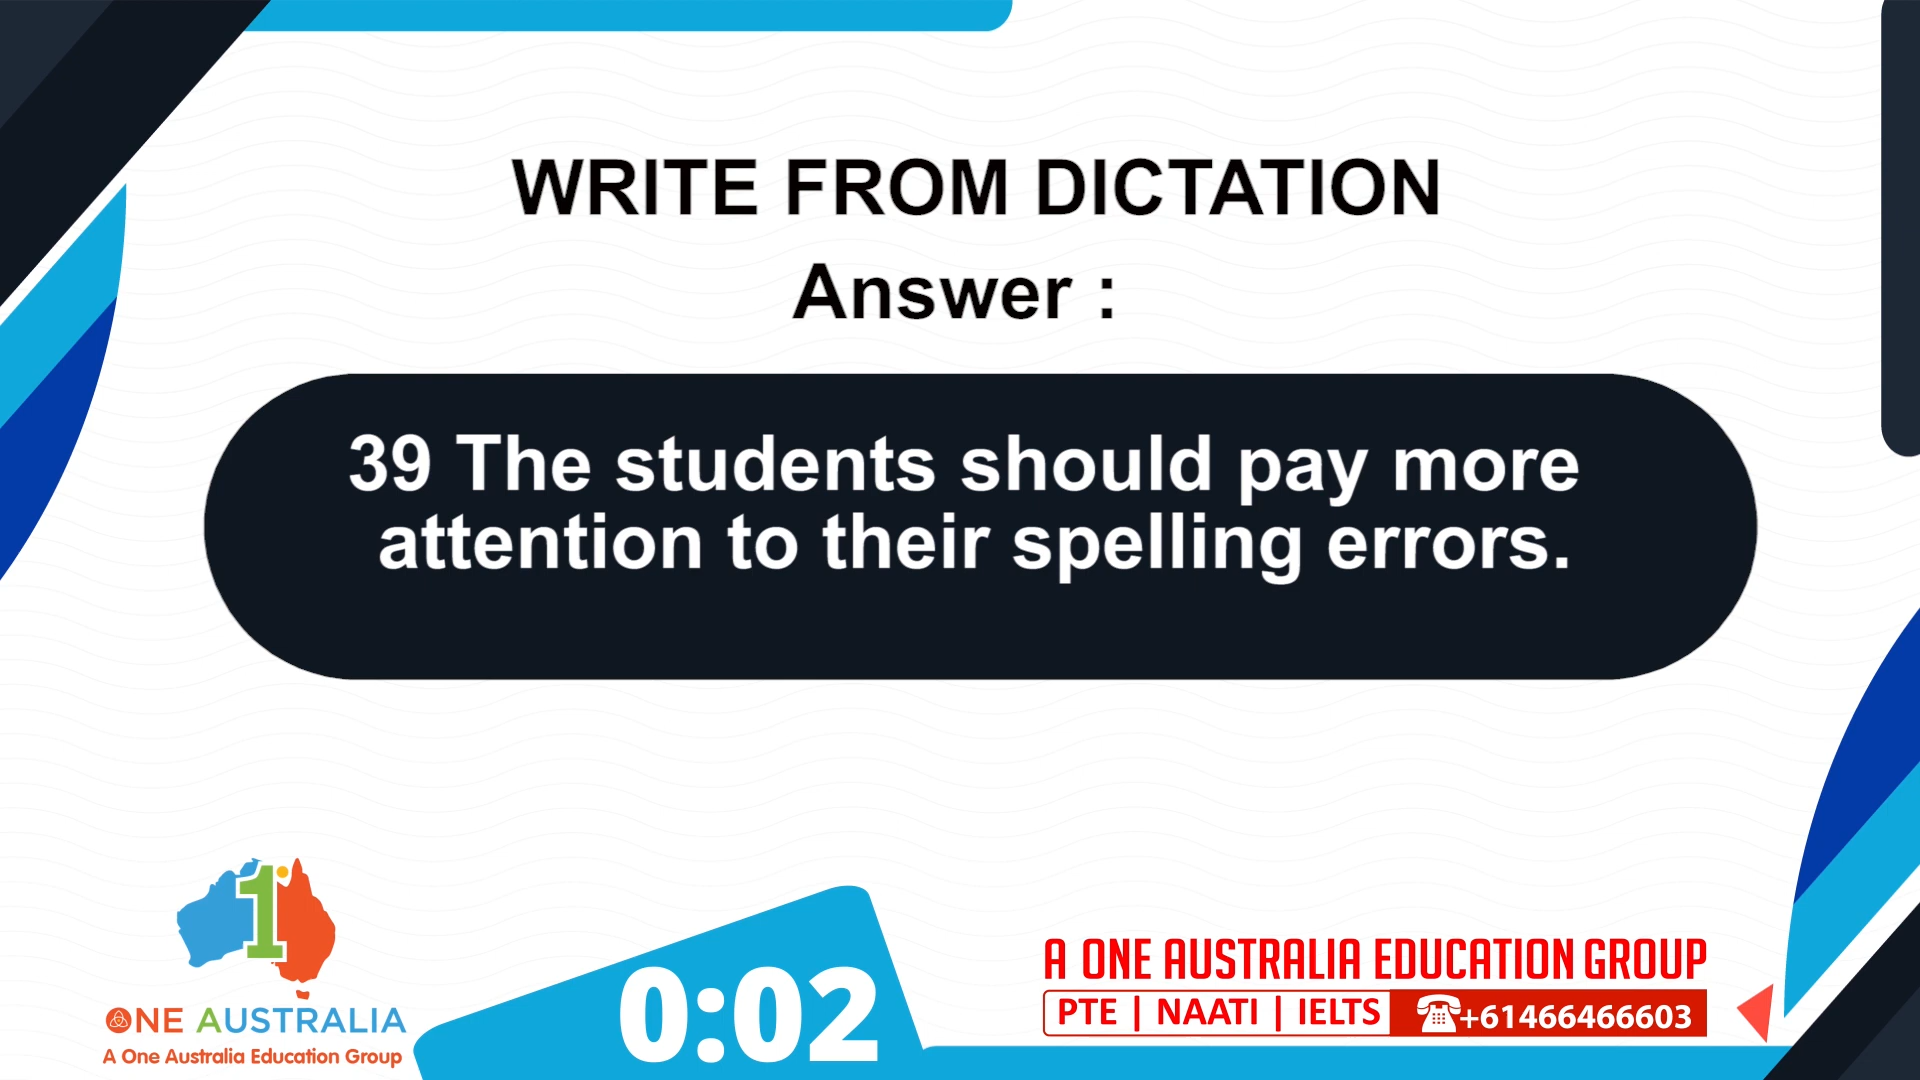 WRITE FROM DICTATION
Answer :
39 The students should pay more
attention to their spelling errors.
1
ONE AUSTRALIA
A One Australia Education Group
0:02
A ONE AUSTRALIA EDUCATION GROUP
PTE | NAATI | IELTS +61466466603